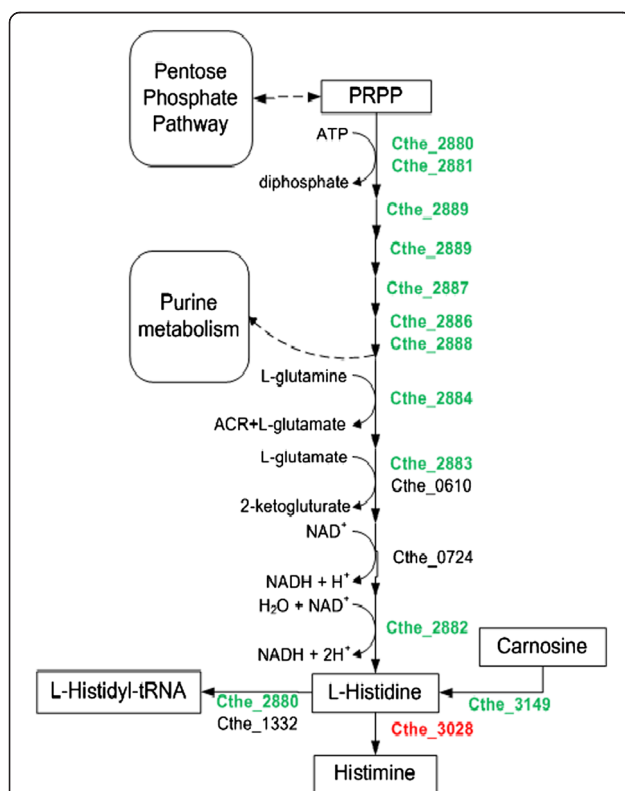 Pentose
Phosphate
Pathway
PRPP
ATP
diphosphate
Cthe_2880
Cthe_2881
Cthe_2889
Cthe_2889
Cthe_2887
Cthe_2886
Cthe_2888
Purine
metabolism
L-glutamine
ACR+L-glutamate
Cthe_2884
L-glutamate
2-ketogluturate
Cthe_2883
Cthe_0610
NAD⁺
NADH + H⁺
Cthe_0724
H₂O + NAD⁺
NADH + 2H⁺
Cthe_2882
Carnosine
L-Histidyl-tRNA
L-Histidine
Cthe_2880
Cthe_1332
Cthe_3149
Cthe_3028
Histimine